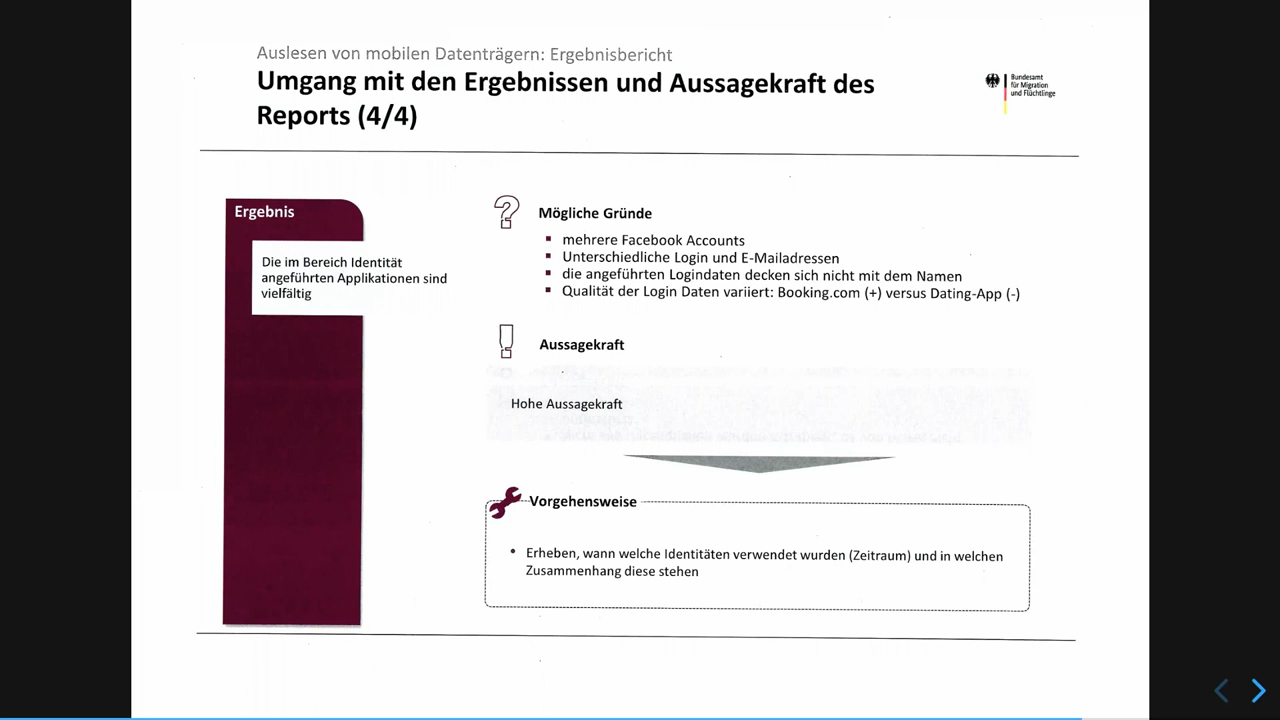 Auslesen von mobilen Datenträgern: Ergebnisbericht
Umgang mit den Ergebnissen und Aussagekraft des
Reports (4/4)
Bundesamt
für Migration
und Flüchtlinge
Ergebnis
Die im Bereich Identität
angeführten Applikationen sind
vielfältig
Mögliche Gründe
mehrere Facebook Accounts
Unterschiedliche Login und E-Mailadressen
die angeführten Logindaten decken sich nicht mit dem Namen
Qualität der Login Daten variiert: Booking.com (+) versus Dating-App (-)
Aussagekraft
Hohe Aussagekraft
Vorgehensweise
• Erheben, wann welche Identitäten verwendet wurden (Zeitraum) und in welchen
Zusammenhang diese stehen